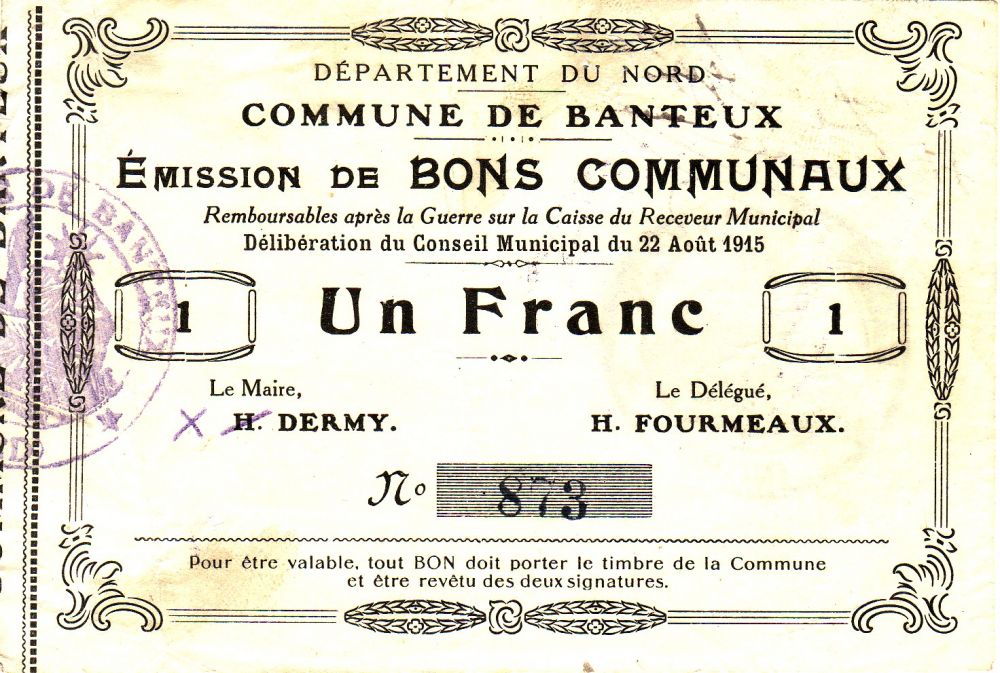 DÉPARTEMENT DU NORD
COMMUNE DE BANTEUX
ÉMISSION DE BONS COMMUNAUX
Remboursables après la Guerre sur la Caisse du Receveur Municipal
Délibération du Conseil Municipal du 22 Août 1915
1 Un Franc 1
Le Maire, Le Délégué,
H. DERMY. H. FOURMEAUX.
No 873
Pour être valable, tout BON doit porter le timbre de la Commune
et être revêtu des deux signatures.
DE BANTEUX